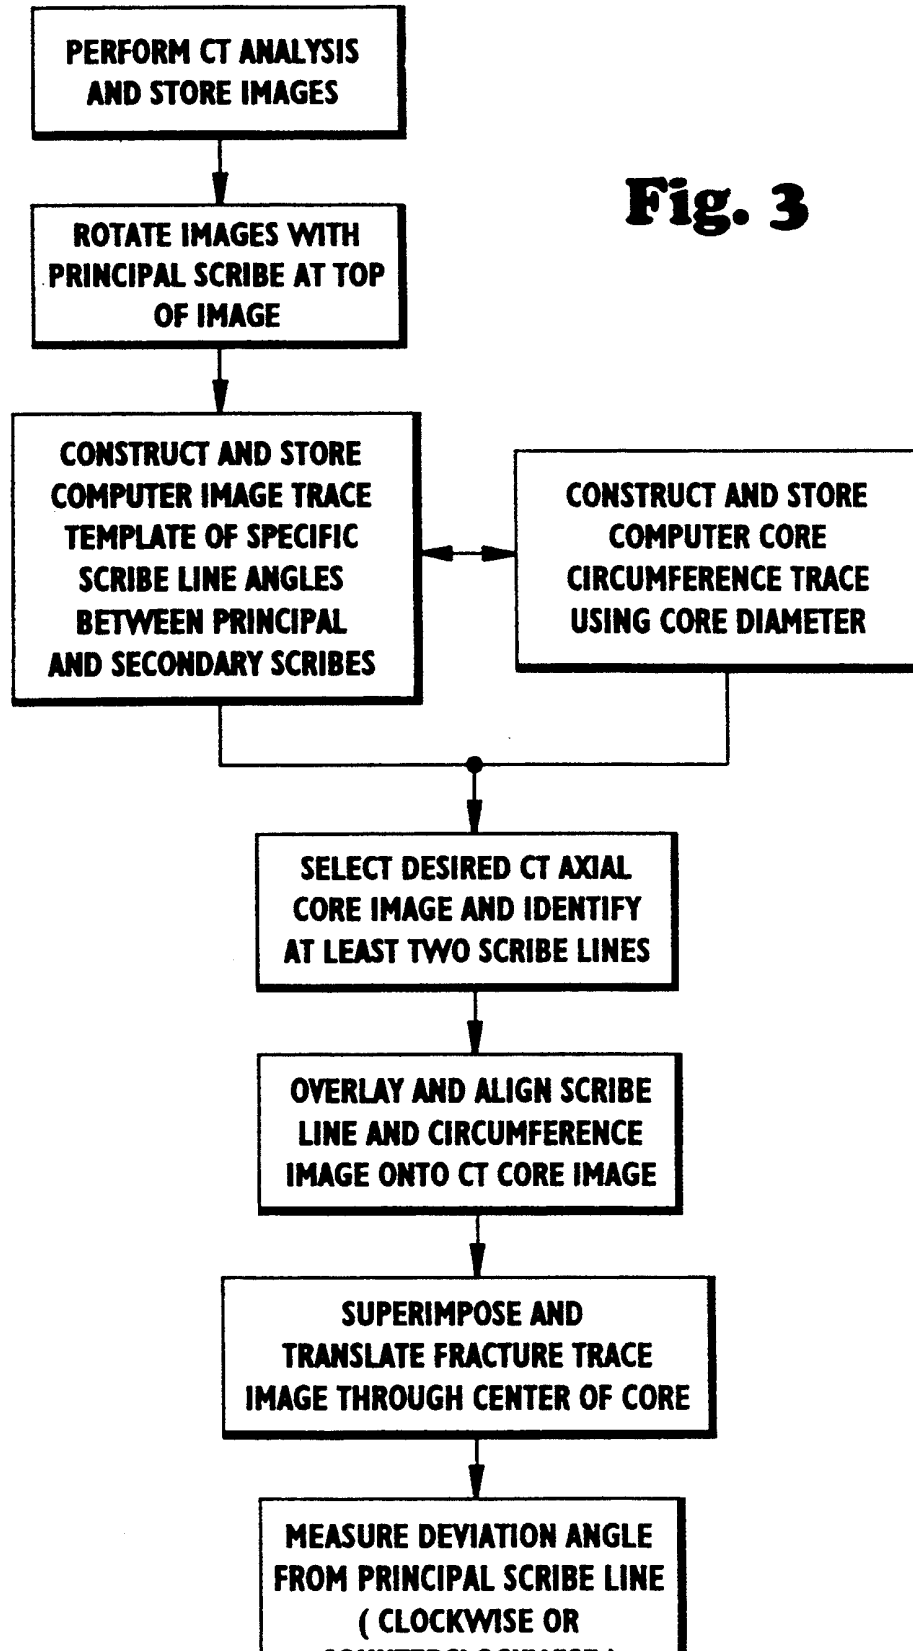 PERFORM CT ANALYSIS
AND STORE IMAGES
Fig. 3
ROTATE IMAGES WITH
PRINCIPAL SCRIBE AT TOP
OF IMAGE
CONSTRUCT AND STORE
COMPUTER IMAGE TRACE
TEMPLATE OF SPECIFIC
SCRIBE LINE ANGLES
BETWEEN PRINCIPAL
AND SECONDARY SCRIBES
CONSTRUCT AND STORE
COMPUTER CORE
CIRCUMFERENCE TRACE
USING CORE DIAMETER
SELECT DESIRED CT AXIAL
CORE IMAGE AND IDENTIFY
AT LEAST TWO SCRIBE LINES
OVERLAY AND ALIGN SCRIBE
LINE AND CIRCUMFERENCE
IMAGE ONTO CT CORE IMAGE
SUPERIMPOSE AND
TRANSLATE FRACTURE TRACE
IMAGE THROUGH CENTER OF CORE
MEASURE DEVIATION ANGLE
FROM PRINCIPAL SCRIBE LINE
( CLOCKWISE OR